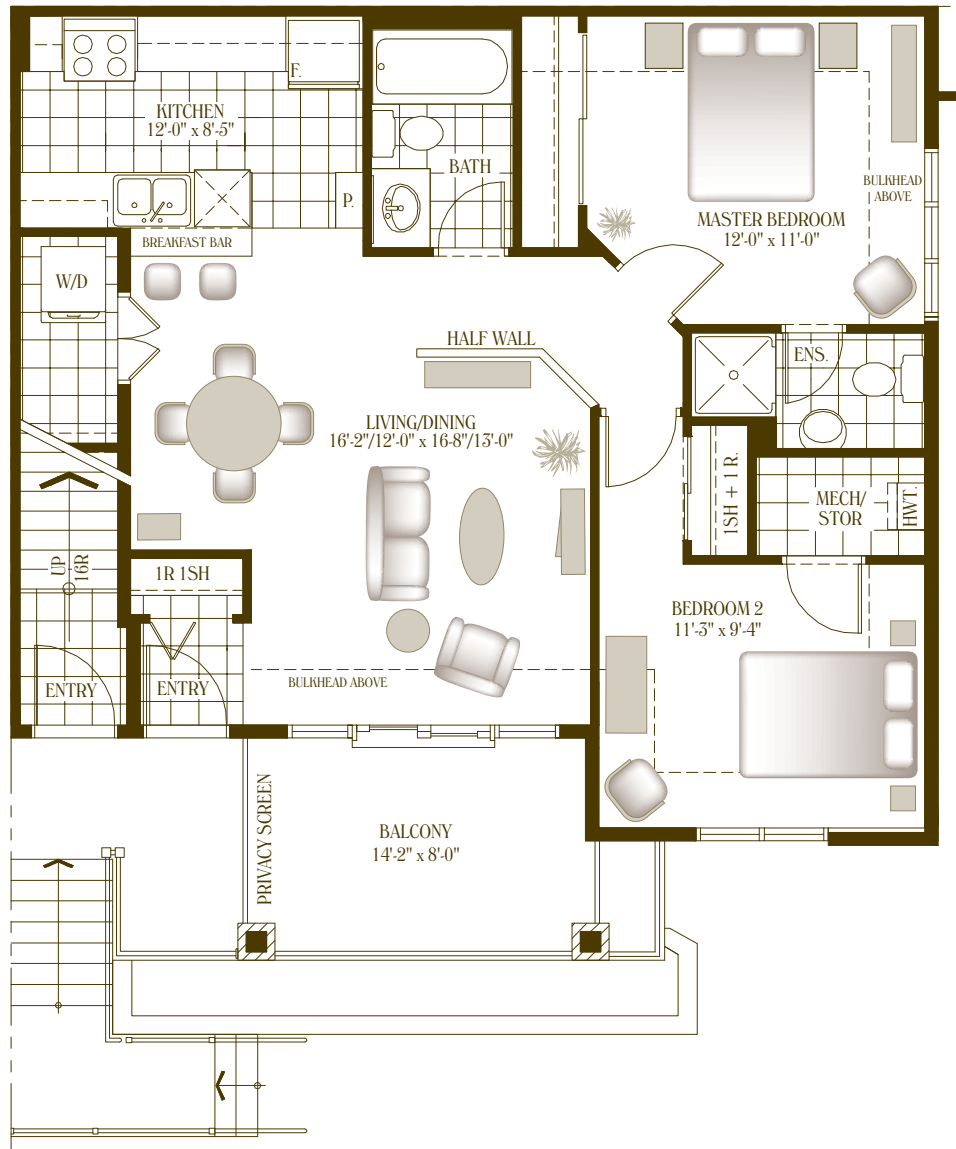 F.
KITCHEN
12'-0" x 8'-5"
BATH
P.
BREAKFAST BAR
BULKHEAD
ABOVE
MASTER BEDROOM
12'-0" x 11'-0"
W/D
HALF WALL
ENS.
LIVING/DINING
16'-2"/12'-0" x 16-8"/13'-0"
1SH + 1 R.
MECH/
STOR
HWT.
UP
16R
1R 1SH
BEDROOM 2
11'-3" x 9'-4"
ENTRY
ENTRY
BULKHEAD ABOVE
PRIVACY SCREEN
BALCONY
14'-2" x 8'-0"